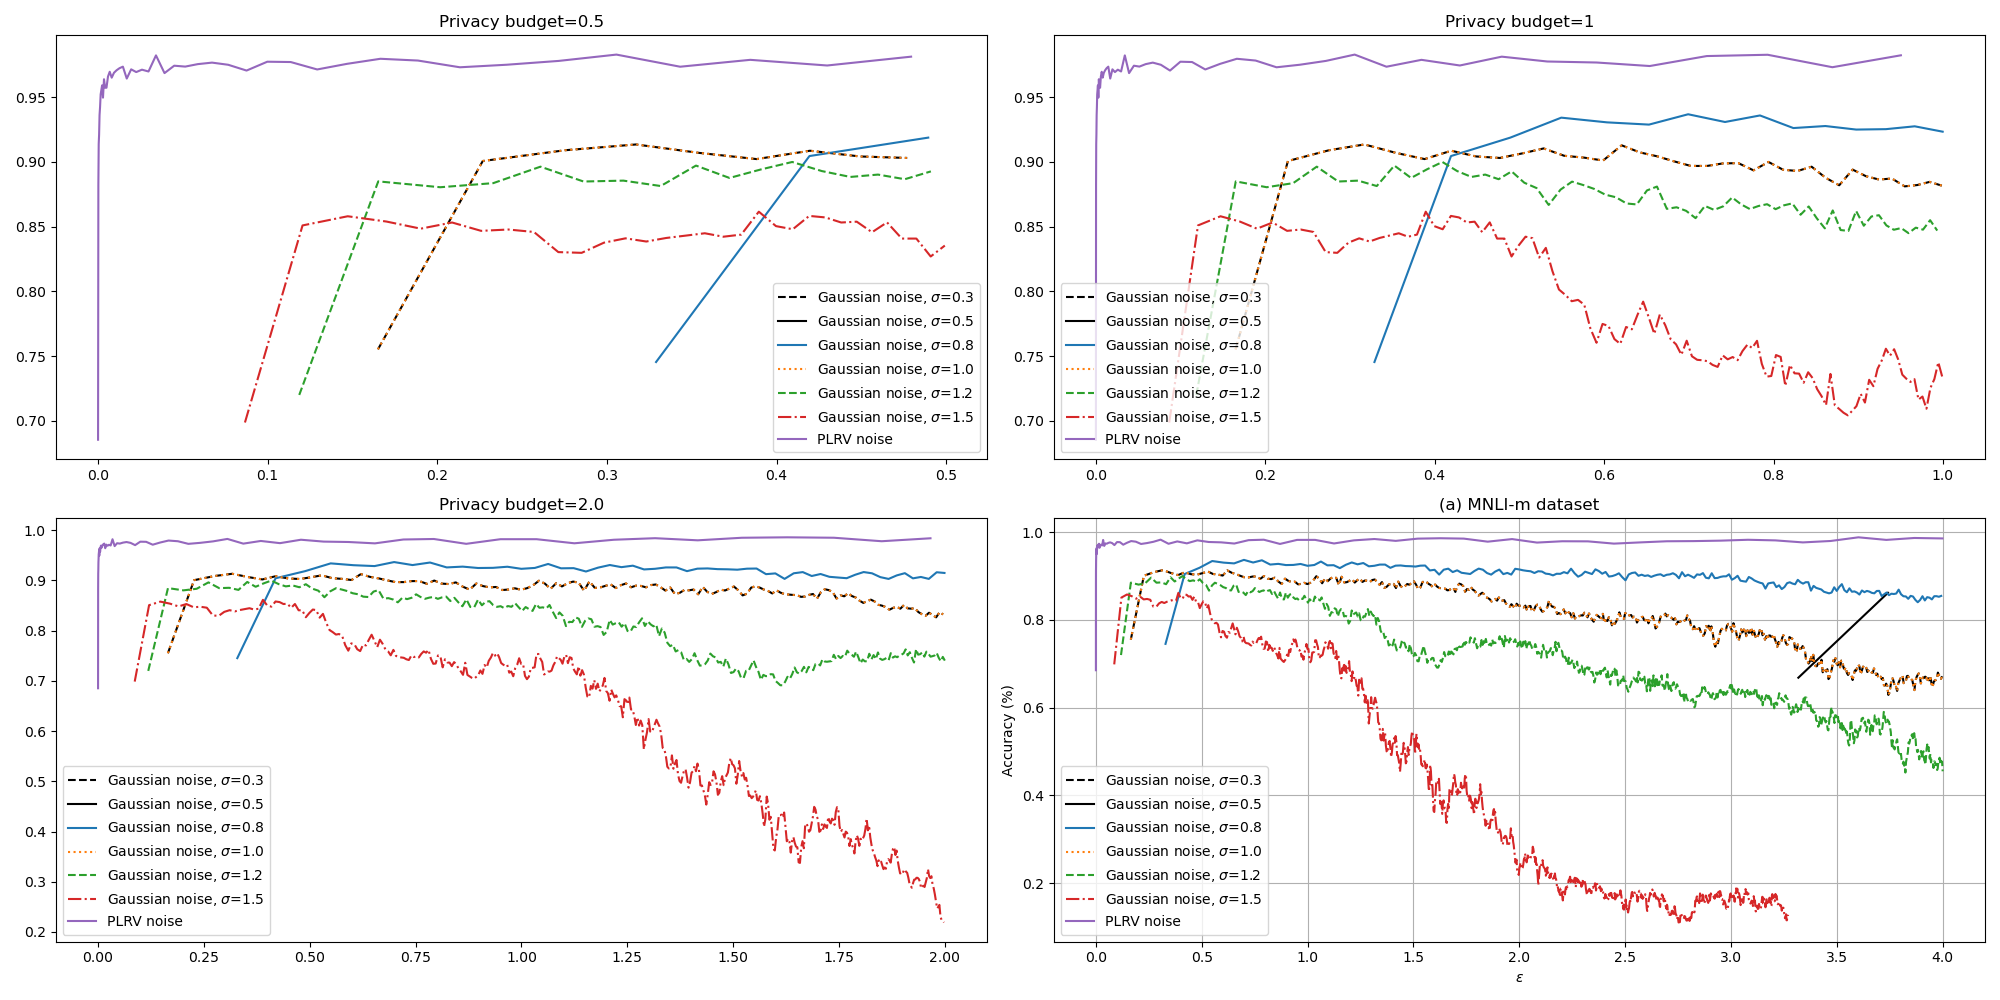 Privacy budget=0.5
0.95
0.90
0.85
0.80
0.75
0.70
Gaussian noise, σ=0.3
Gaussian noise, σ=0.5
Gaussian noise, σ=0.8
Gaussian noise, σ=1.0
Gaussian noise, σ=1.2
Gaussian noise, σ=1.5
PLRV noise
0.0 0.1 0.2 0.3 0.4 0.5
Privacy budget=1
0.95
0.90
0.85
0.80
0.75
0.70
Gaussian noise, σ=0.3
Gaussian noise, σ=0.5
Gaussian noise, σ=0.8
Gaussian noise, σ=1.0
Gaussian noise, σ=1.2
Gaussian noise, σ=1.5
PLRV noise
0.0 0.2 0.4 0.6 0.8 1.0
Privacy budget=2.0
1.0
0.9
0.8
0.7
0.6
0.5
0.4
0.3
0.2
Gaussian noise, σ=0.3
Gaussian noise, σ=0.5
Gaussian noise, σ=0.8
Gaussian noise, σ=1.0
Gaussian noise, σ=1.2
Gaussian noise, σ=1.5
PLRV noise
0.00 0.25 0.50 0.75 1.00 1.25 1.50 1.75 2.00
(a) MNLI-m dataset
Accuracy (%)
1.0
0.8
0.6
0.4
0.2
Gaussian noise, σ=0.3
Gaussian noise, σ=0.5
Gaussian noise, σ=0.8
Gaussian noise, σ=1.0
Gaussian noise, σ=1.2
Gaussian noise, σ=1.5
PLRV noise
0.0 0.5 1.0 1.5 2.0 2.5 3.0 3.5 4.0
ε